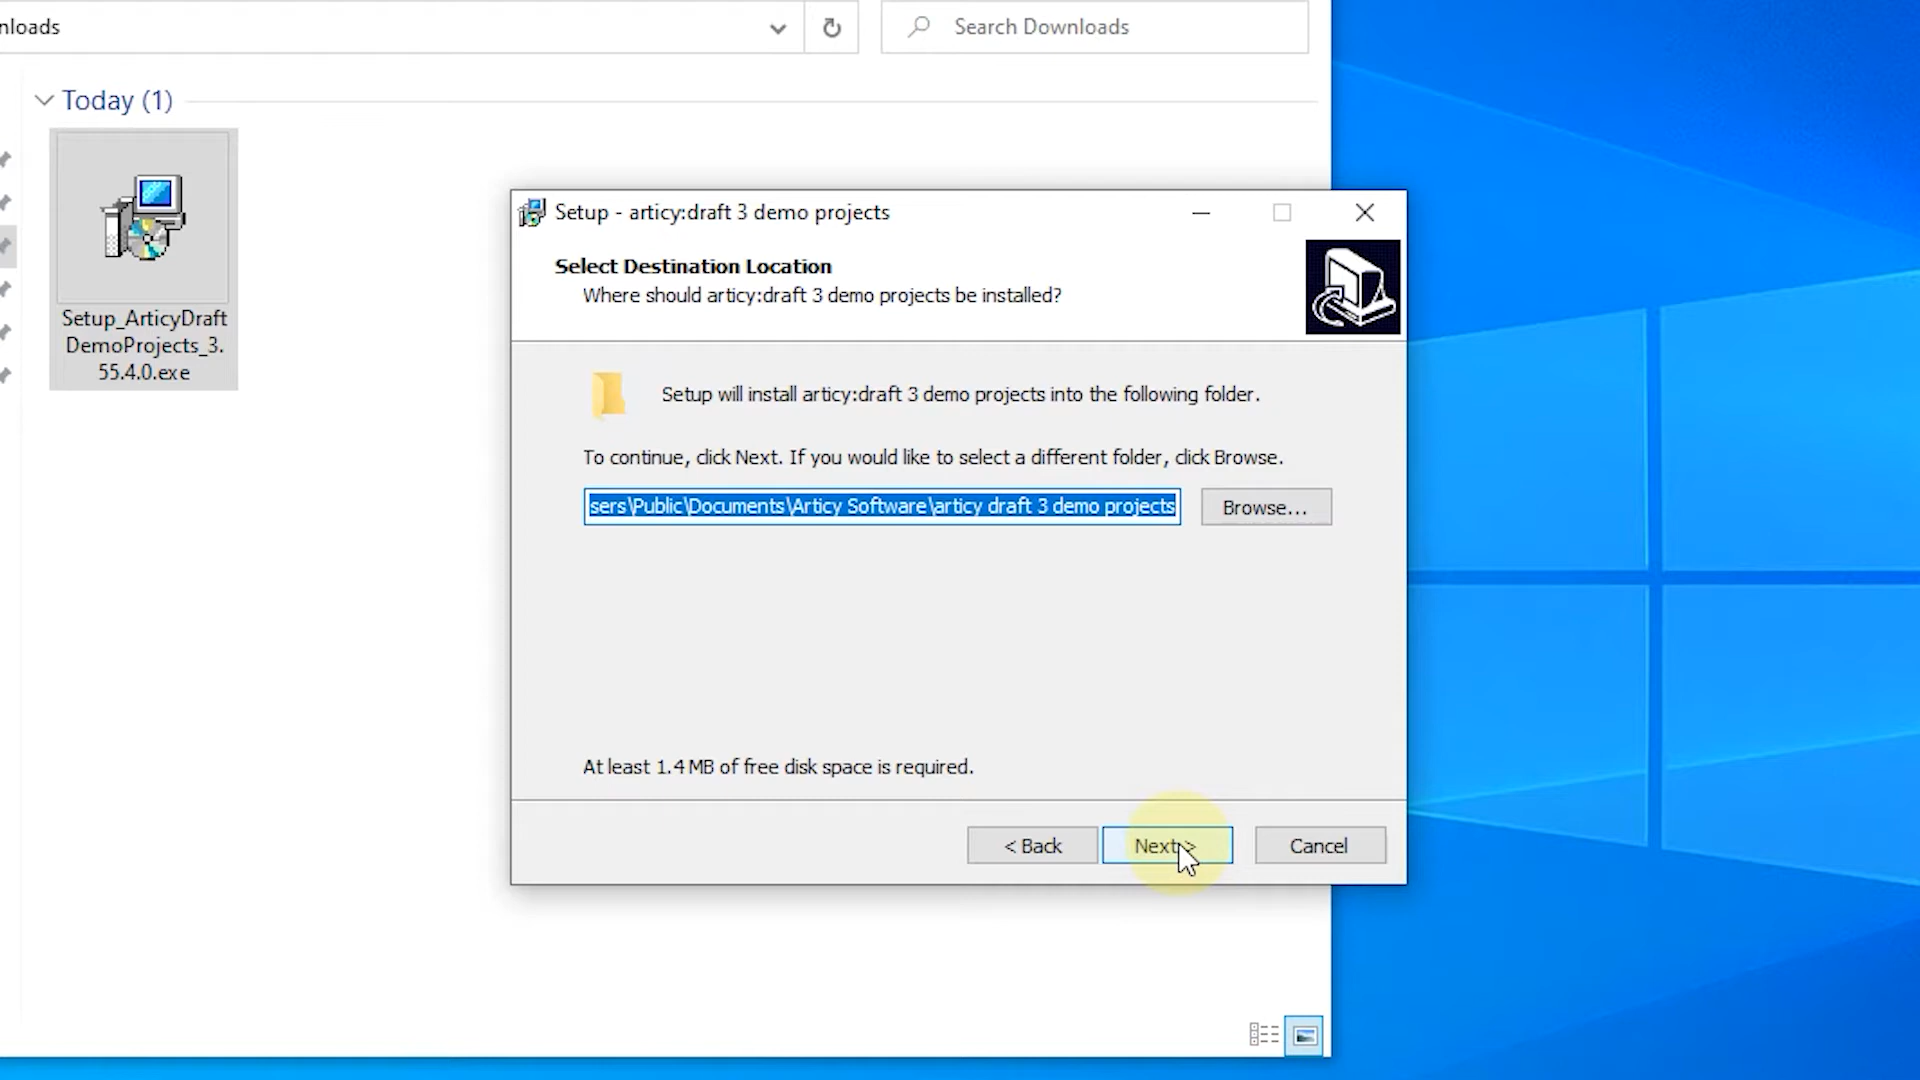 nloads
Search Downloads
Today (1)
Setup_ArticyDraft
DemoProjects_3.
55.4.0.exe
Setup - articy:draft 3 demo projects
Select Destination Location
Where should articy:draft 3 demo projects be installed?
Setup will install articy:draft 3 demo projects into the following folder.
To continue, click Next. If you would like to select a different folder, click Browse.
sers\Public\Documents\Articy Software\articy draft 3 demo projects
Browse...
At least 1.4 MB of free disk space is required.
< Back
Next >
Cancel